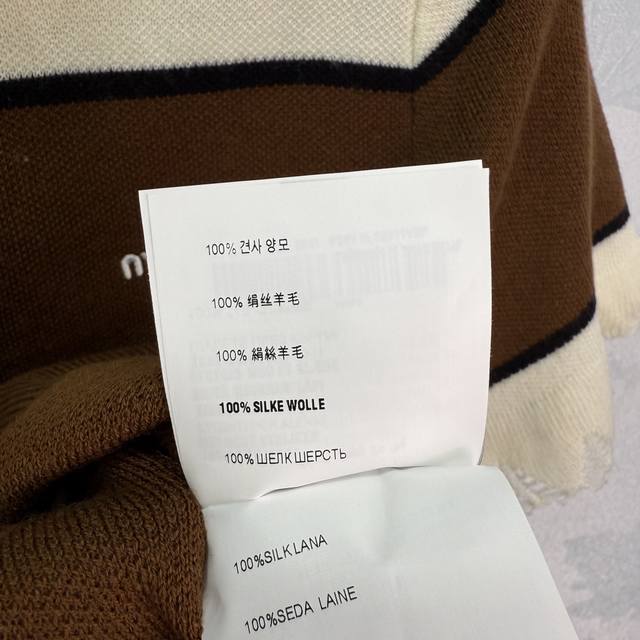 100% 견사 양모
100% 绢丝羊毛
100% 絹絲羊毛
100% SILKE WOLLE
100% ШЕЛК ШЕРСТЬ
100%SILK LANA
100%SEDA LAINE